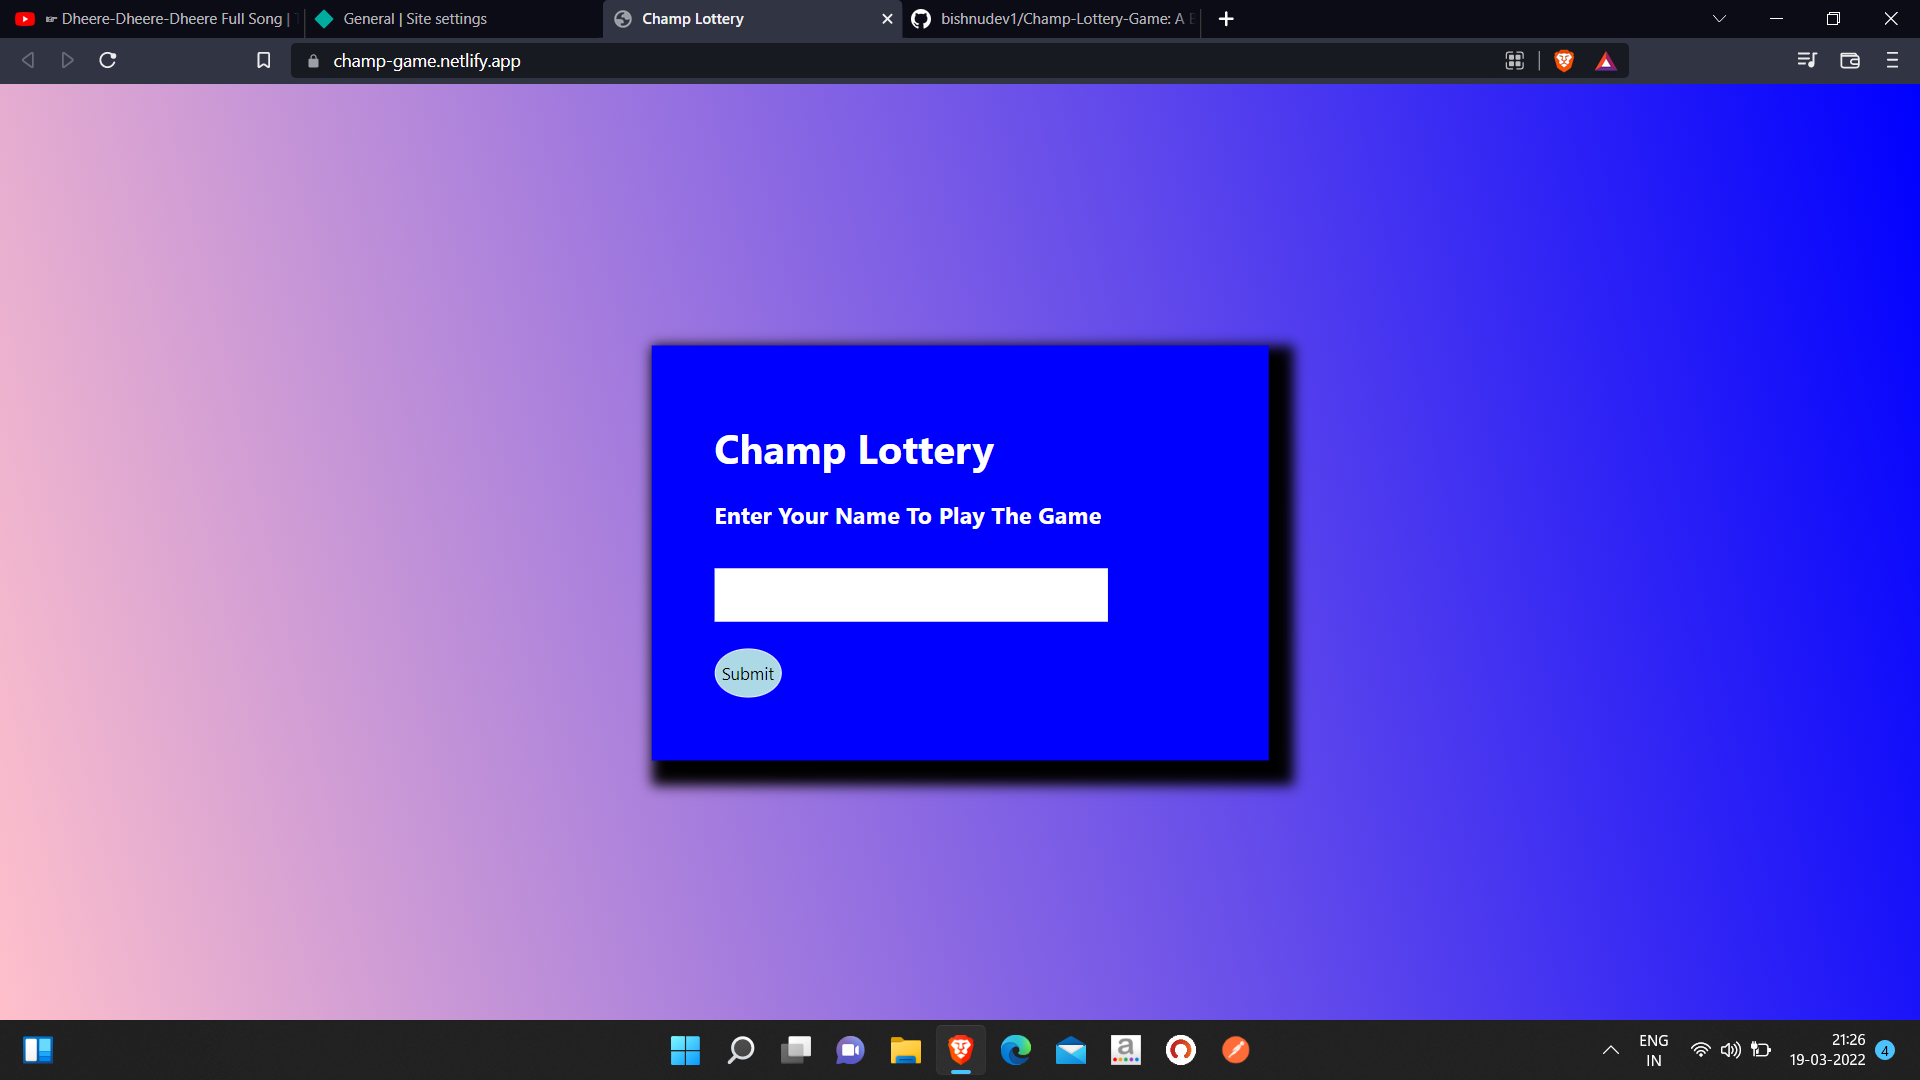 ☞ Dheere-Dheere-Dheere Full Song |
General | Site settings
Champ Lottery
bishnudev1/Champ-Lottery-Game: A
champ-game.netlify.app
Champ Lottery
Enter Your Name To Play The Game
Submit
a
ENG
IN
21:26
19-03-2022
4